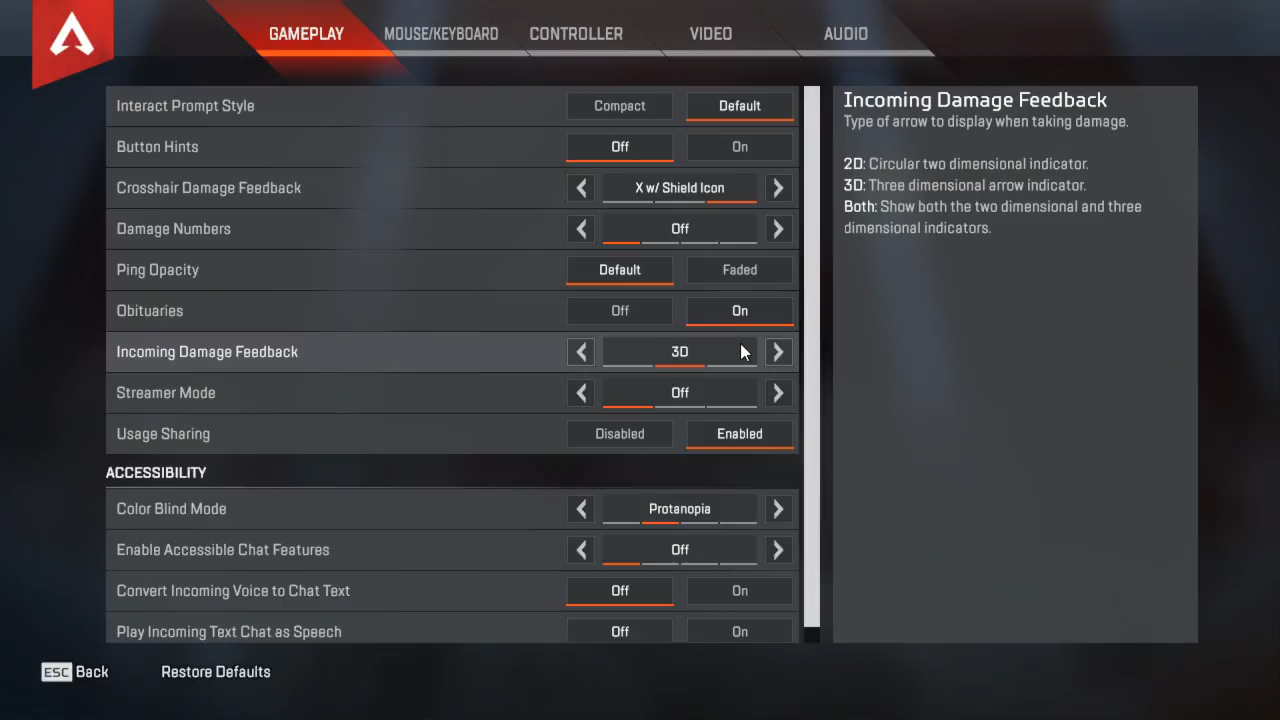 GAMEPLAY MOUSE/KEYBOARD CONTROLLER VIDEO AUDIO
Interact Prompt Style Compact Default
Button Hints Off On
Crosshair Damage Feedback X w/ Shield Icon
Damage Numbers Off
Ping Opacity Default Faded
Obituaries Off On
Incoming Damage Feedback 3D
Streamer Mode Off
Usage Sharing Disabled Enabled
ACCESSIBILITY
Color Blind Mode Protanopia
Enable Accessible Chat Features Off
Convert Incoming Voice to Chat Text Off On
Play Incoming Text Chat as Speech Off On
Incoming Damage Feedback
Type of arrow to display when taking damage.
2D: Circular two dimensional indicator.
3D: Three dimensional arrow indicator.
Both: Show both the two dimensional and three
dimensional indicators.
ESC Back Restore Defaults